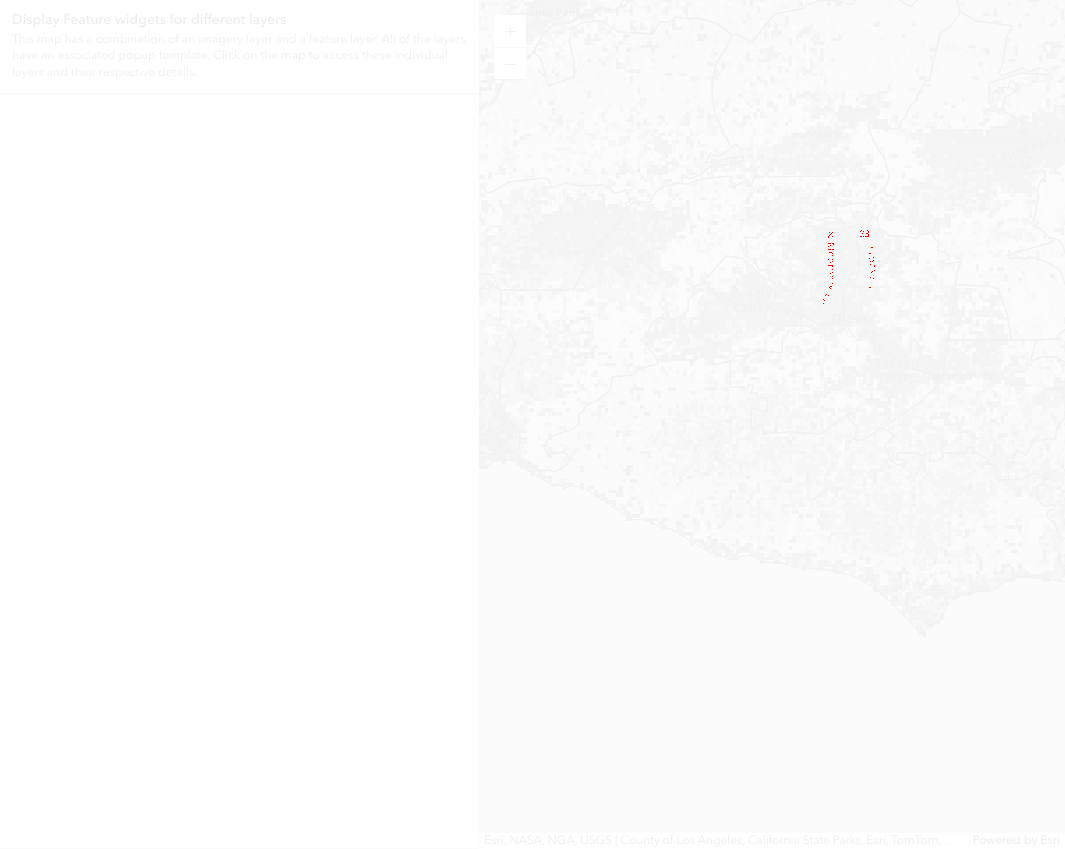 Display Feature widgets for different layers
This map has a combination of an imagery layer and a feature layer. All of the layers
have an associated popup template. Click on the map to access these individual
layers and their respective details.
Esri, NASA, NGA, USGS | County of Los Angeles, California State Parks, Esri, TomTom,
Powered by Esri